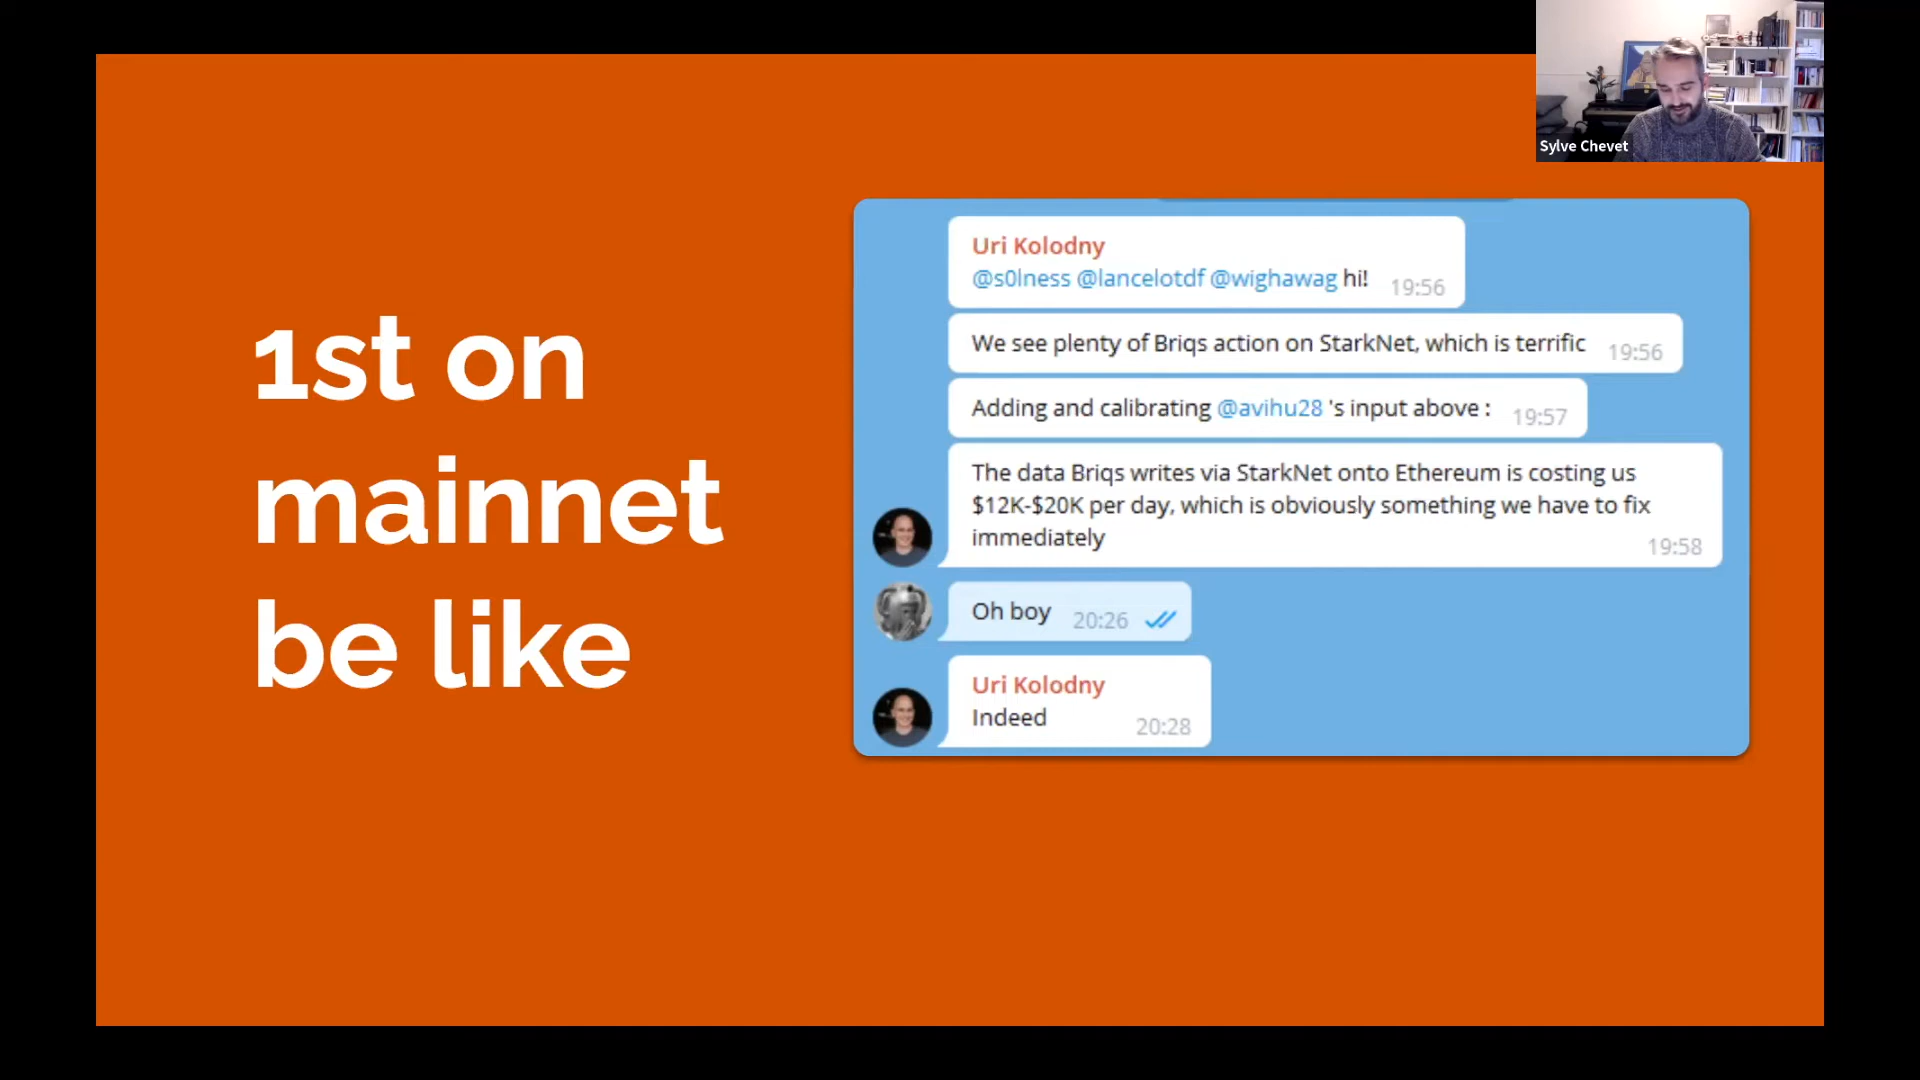 Sylve Chevet
1st on
mainnet
be like
Uri Kolodny
@s0lness @lancelotdf @wighawag hi! 19:56
We see plenty of Briqs action on StarkNet, which is terrific 19:56
Adding and calibrating @avihu28 's input above : 19:57
The data Briqs writes via StarkNet onto Ethereum is costing us
$12K-$20K per day, which is obviously something we have to fix
immediately 19:58
Oh boy 20:26
Uri Kolodny
Indeed 20:28